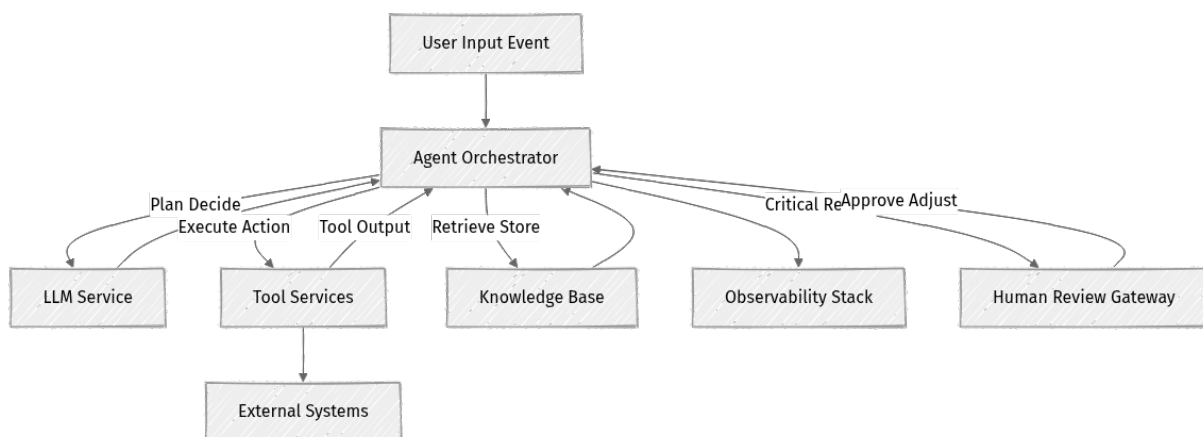 User Input Event
Agent Orchestrator
Plan Decide
Critical
Approve Adjust
Execute Action
Tool Output
Retrieve Store
LLM Service
Tool Services
Knowledge Base
Observability Stack
Human Review Gateway
External Systems